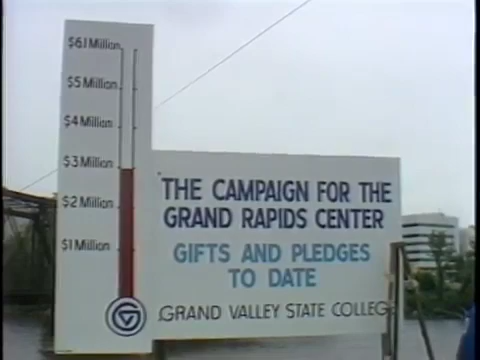 $6.1 Million
$5 Million
$4 Million
$3 Million
$2 Million
$1 Million
THE CAMPAIGN FOR THE
GRAND RAPIDS CENTER
GIFTS AND PLEDGES
TO DATE
GRAND VALLEY STATE COLLEGE